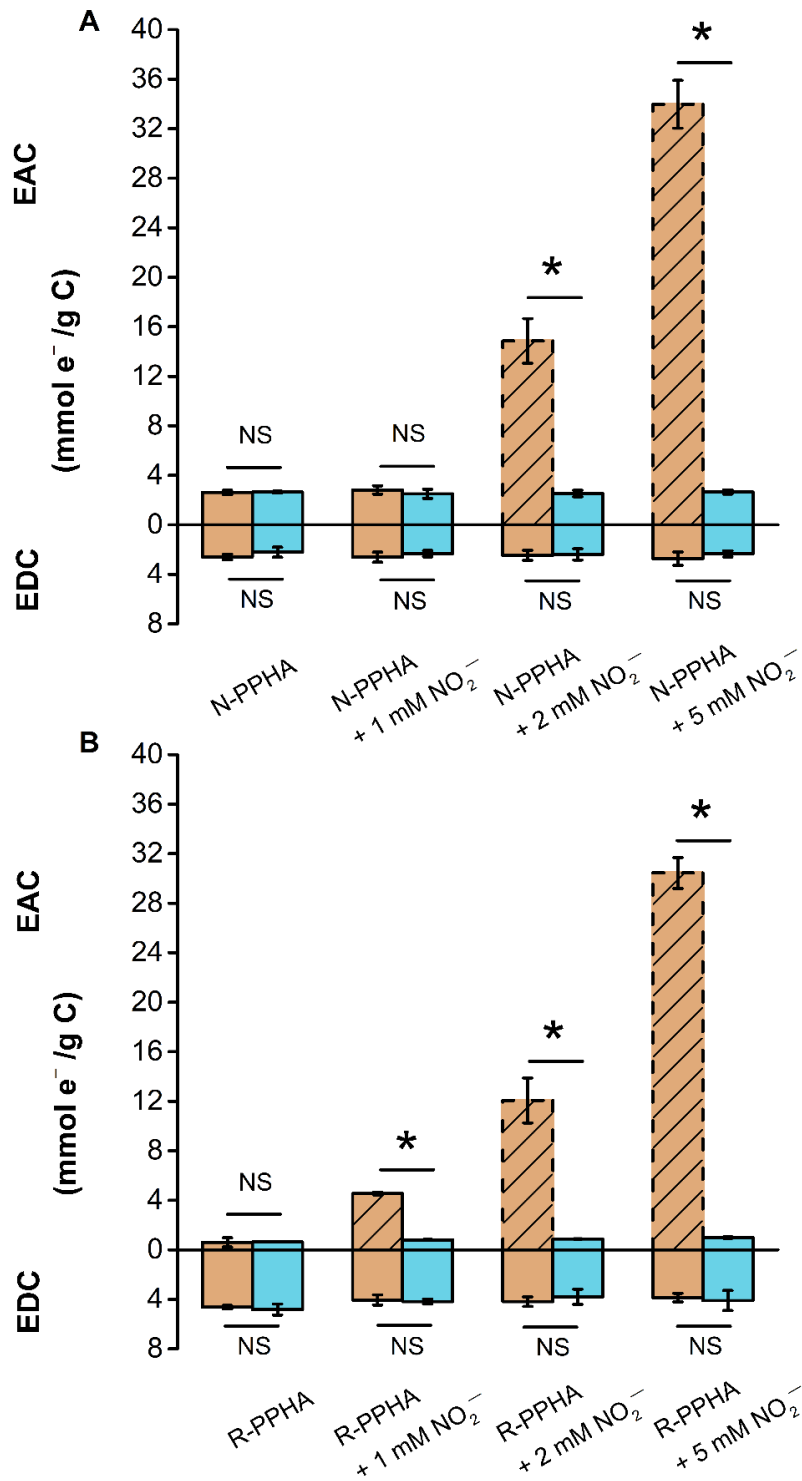 A
40
36
32
28
24
20
16
12
8
4
0
4
8
EAC
(mmol e⁻ /g C)
EDC
*
*
NS
NS
NS
NS
NS
NS
N-PPHA
N-PPHA
+ 1 mM NO₂⁻
N-PPHA
+ 2 mM NO₂⁻
N-PPHA
+ 5 mM NO₂⁻
B
40
36
32
28
24
20
16
12
8
4
0
4
8
EAC
(mmol e⁻ /g C)
EDC
*
*
*
NS
NS
NS
NS
NS
R-PPHA
R-PPHA
+ 1 mM NO₂⁻
R-PPHA
+ 2 mM NO₂⁻
R-PPHA
+ 5 mM NO₂⁻